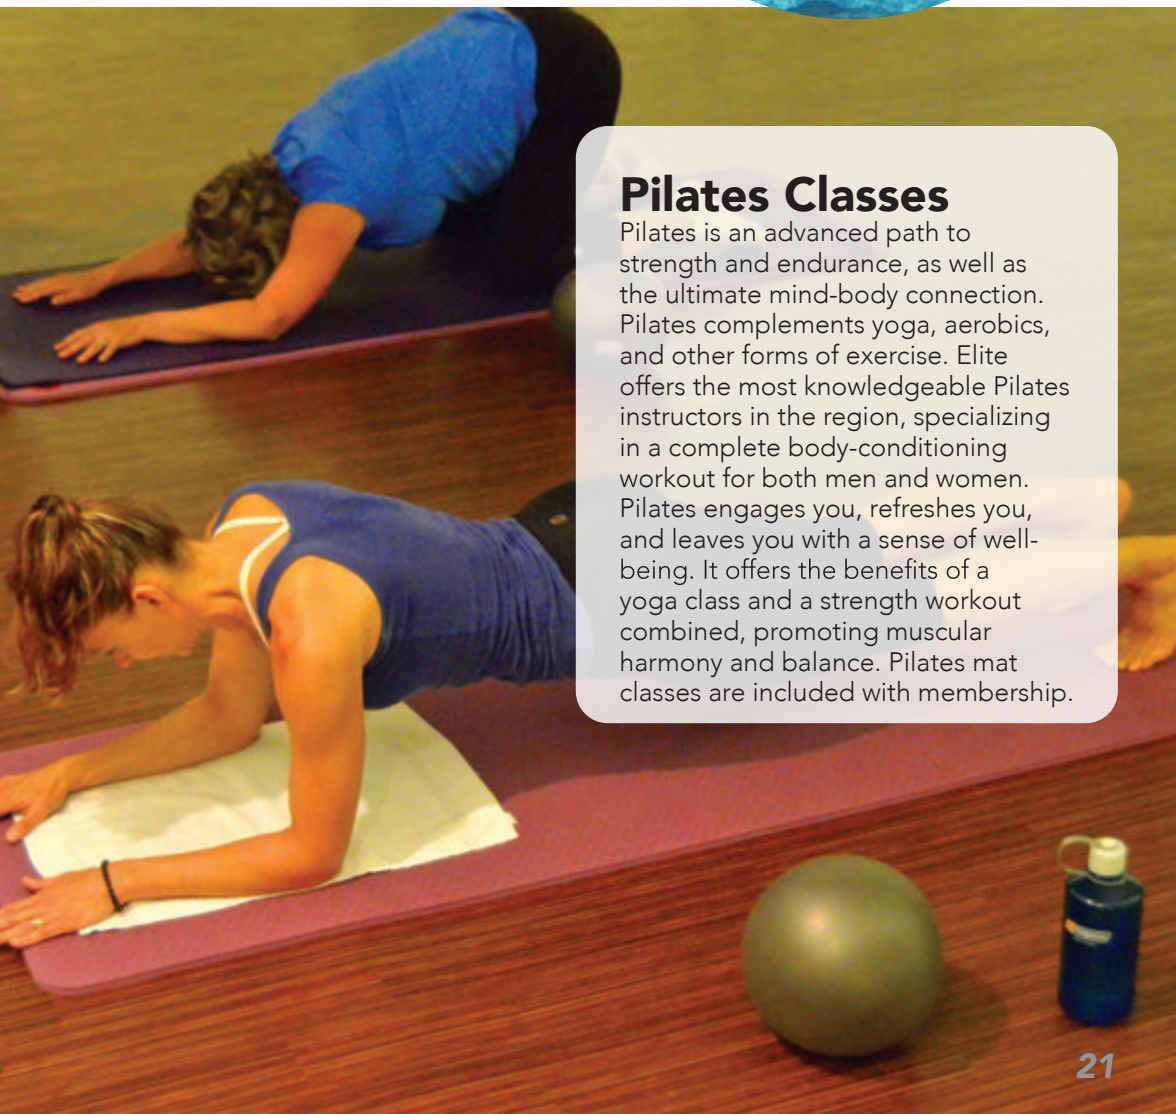 Pilates Classes
Pilates is an advanced path to
strength and endurance, as well as
the ultimate mind-body connection.
Pilates complements yoga, aerobics,
and other forms of exercise. Elite
offers the most knowledgeable Pilates
instructors in the region, specializing
in a complete body-conditioning
workout for both men and women.
Pilates engages you, refreshes you,
and leaves you with a sense of well-
being. It offers the benefits of a
yoga class and a strength workout
combined, promoting muscular
harmony and balance. Pilates mat
classes are included with membership.
21